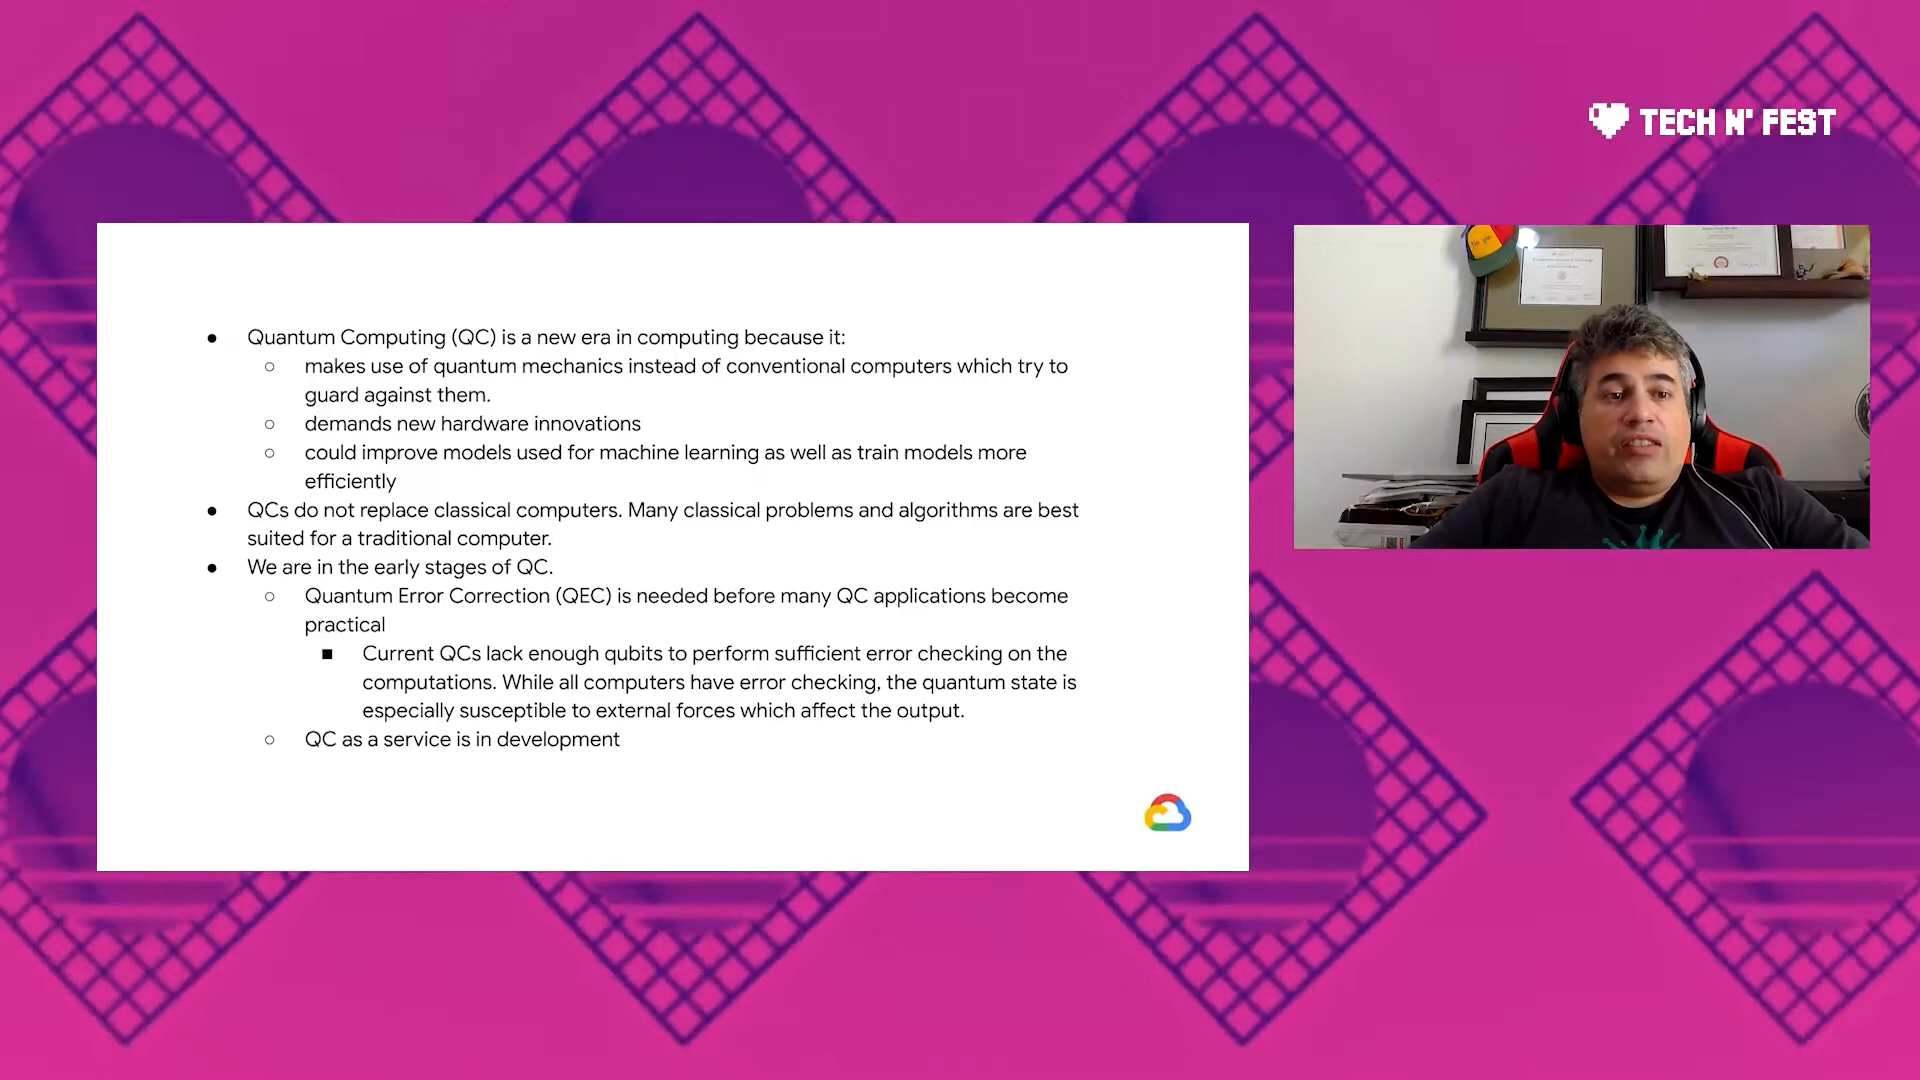 TECH N' FEST
● Quantum Computing (QC) is a new era in computing because it:
○ makes use of quantum mechanics instead of conventional computers which try to
guard against them.
○ demands new hardware innovations
○ could improve models used for machine learning as well as train models more
efficiently
● QCs do not replace classical computers. Many classical problems and algorithms are best
suited for a traditional computer.
● We are in the early stages of QC.
○ Quantum Error Correction (QEC) is needed before many QC applications become
practical
■ Current QCs lack enough qubits to perform sufficient error checking on the
computations. While all computers have error checking, the quantum state is
especially susceptible to external forces which affect the output.
○ QC as a service is in development